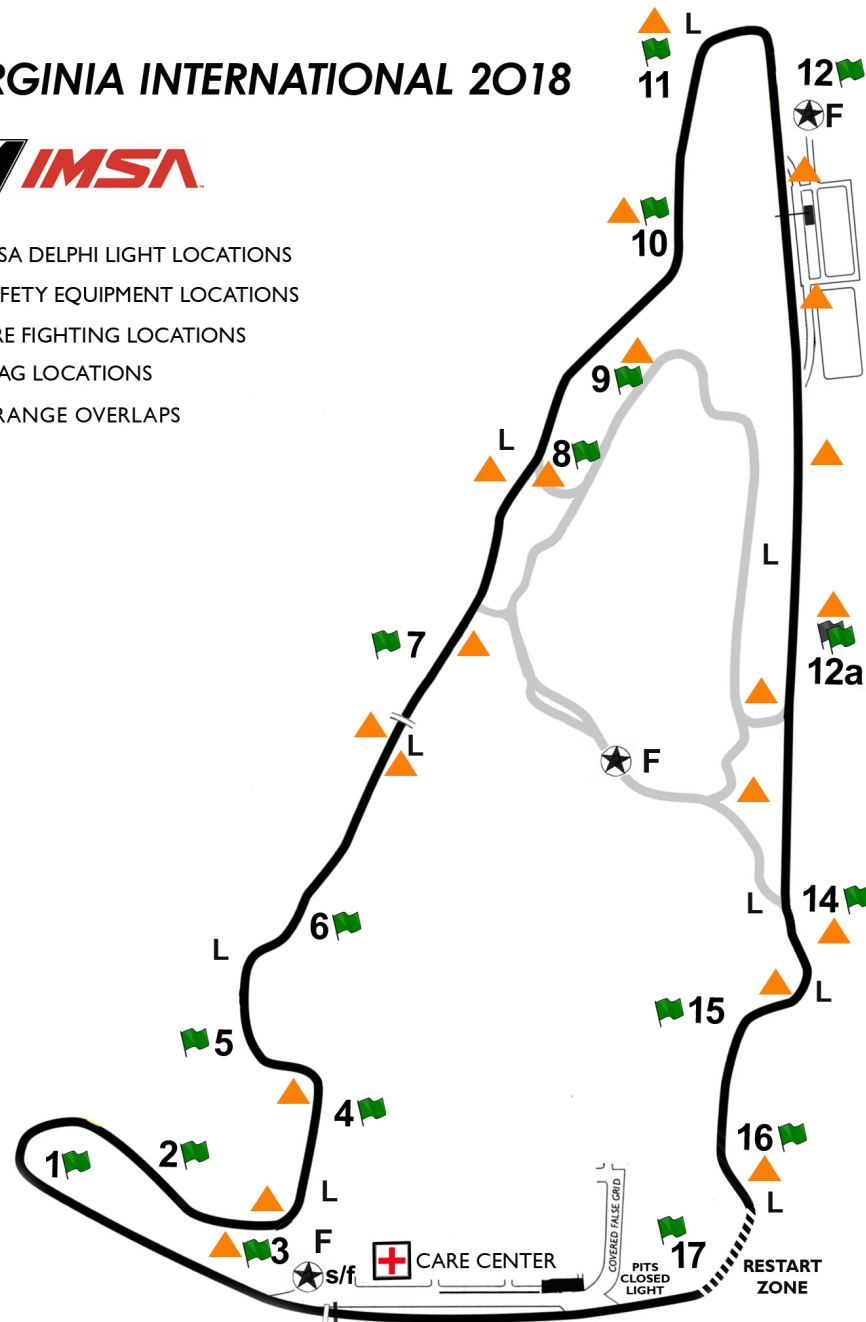 RGINIA INTERNATIONAL 2018
IMSA
SA DELPHI LIGHT LOCATIONS
FETY EQUIPMENT LOCATIONS
RE FIGHTING LOCATIONS
AG LOCATIONS
RANGE OVERLAPS
L
11
12
F
10
9
L
8
L
7
12a
L
F
L
14
6
L
L
15
5
4
16
2
1
L
L
3
F
s/f
CARE CENTER
COVERED FALSE GRID
17
PITS
CLOSED
LIGHT
RESTART
ZONE